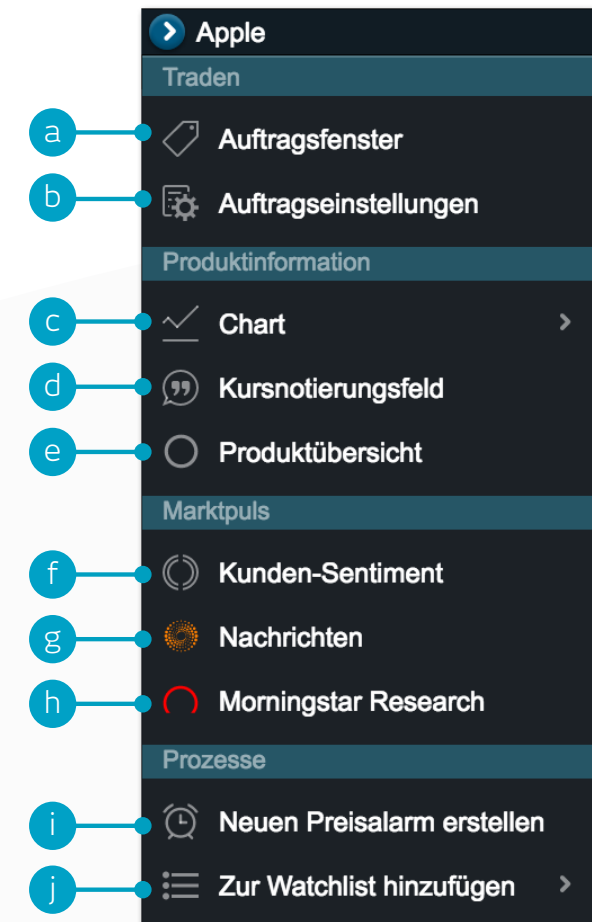 Apple
Traden
a Auftragsfenster
b Auftragseinstellungen
Produktinformation
c Chart
d Kursnotierungsfeld
e Produktübersicht
Marktpuls
f Kunden-Sentiment
g Nachrichten
h Morningstar Research
Prozesse
i Neuen Preisalarm erstellen
j Zur Watchlist hinzufügen